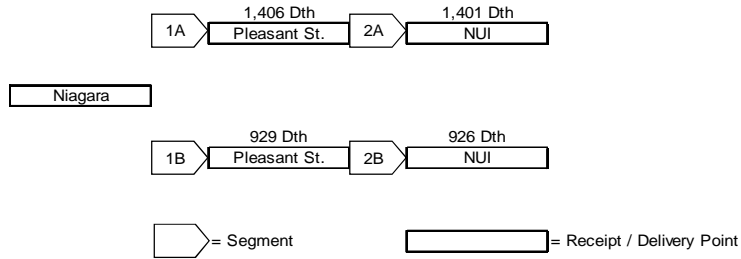 1,406 Dth 1,401 Dth
1A Pleasant St. 2A NUI
Niagara
929 Dth 926 Dth
1B Pleasant St. 2B NUI
= Segment = Receipt / Delivery Point